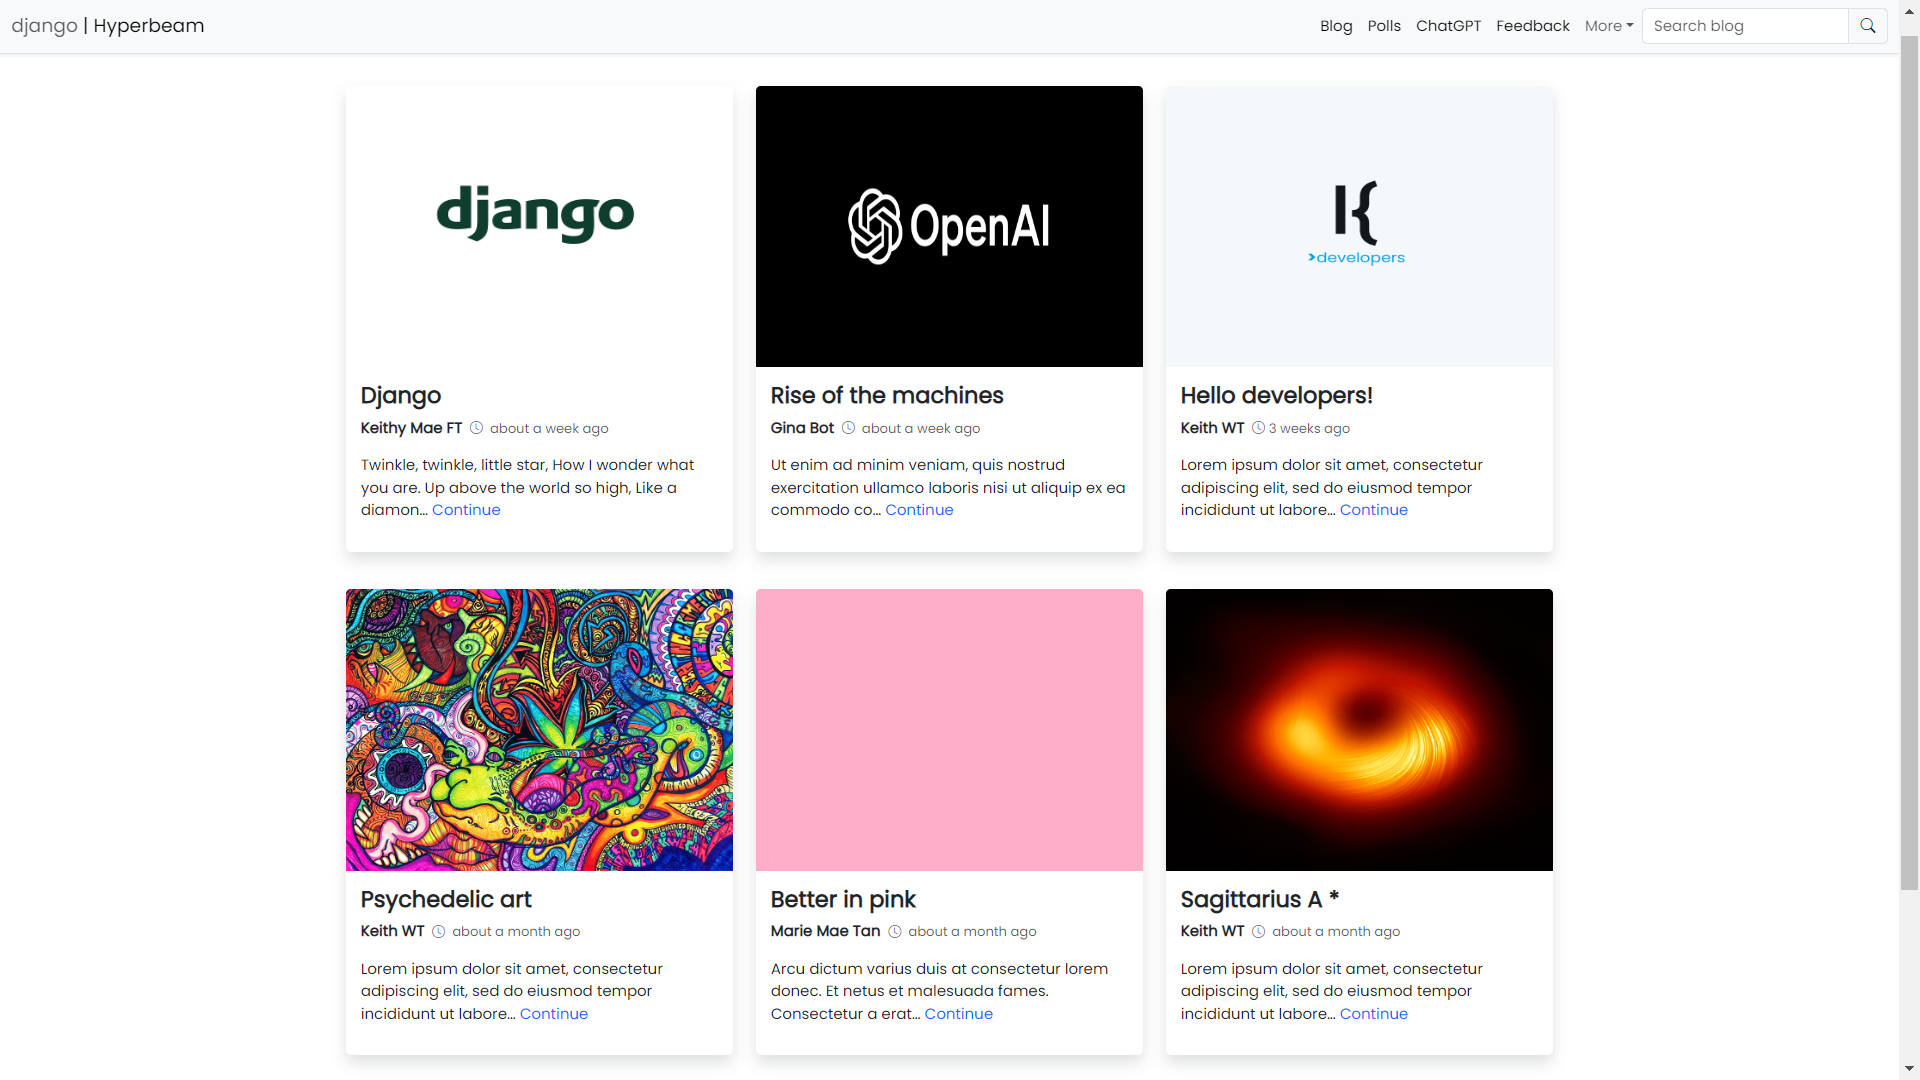 django | Hyperbeam
Blog Polls ChatGPT Feedback More Search blog
django
OpenAI
>developers
Django
Keithy Mae FT about a week ago
Twinkle, twinkle, little star, How I wonder what
you are. Up above the world so high, Like a
diamon... Continue
Rise of the machines
Gina Bot about a week ago
Ut enim ad minim veniam, quis nostrud
exercitation ullamco laboris nisi ut aliquip ex ea
commodo co... Continue
Hello developers!
Keith WT 3 weeks ago
Lorem ipsum dolor sit amet, consectetur
adipiscing elit, sed do eiusmod tempor
incididunt ut labore... Continue
Psychedelic art
Keith WT about a month ago
Lorem ipsum dolor sit amet, consectetur
adipiscing elit, sed do eiusmod tempor
incididunt ut labore... Continue
Better in pink
Marie Mae Tan about a month ago
Arcu dictum varius duis at consectetur lorem
donec. Et netus et malesuada fames.
Consectetur a erat... Continue
Sagittarius A *
Keith WT about a month ago
Lorem ipsum dolor sit amet, consectetur
adipiscing elit, sed do eiusmod tempor
incididunt ut labore... Continue